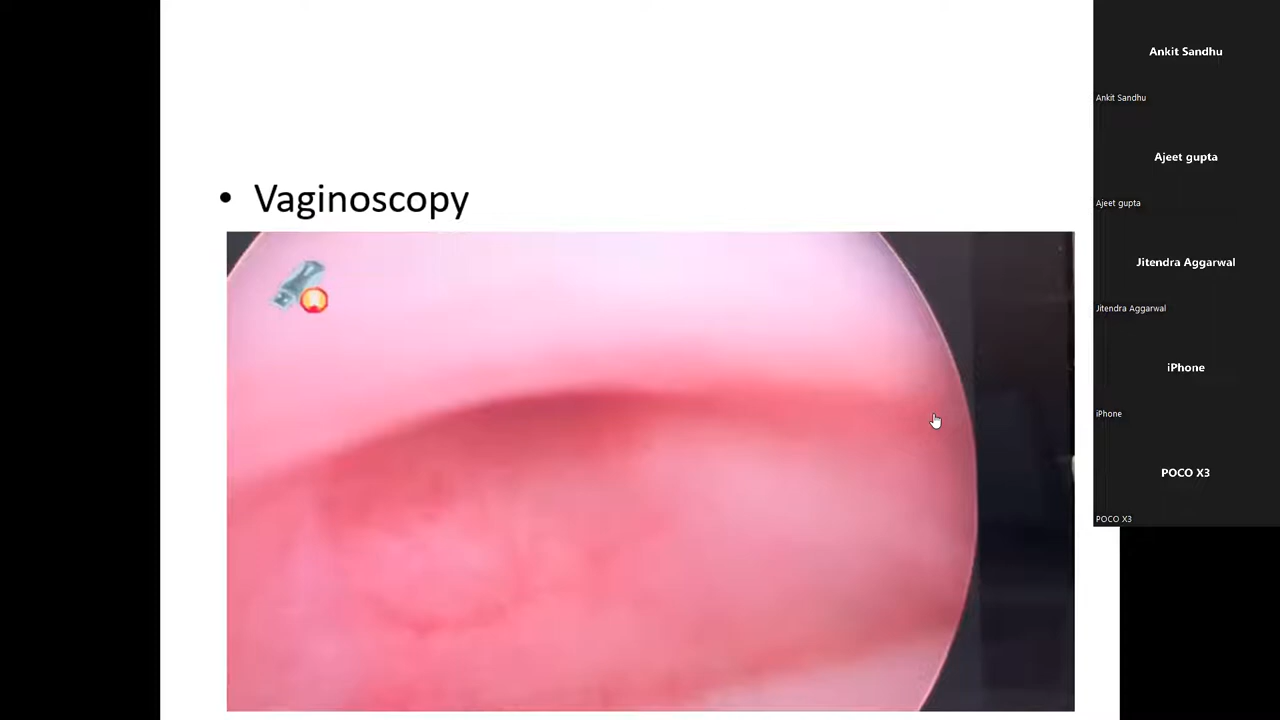 • Vaginoscopy
Ankit Sandhu
Ankit Sandhu
Ajeet gupta
Ajeet gupta
Jitendra Aggarwal
Jitendra Aggarwal
iPhone
iPhone
POCO X3
POCO X3